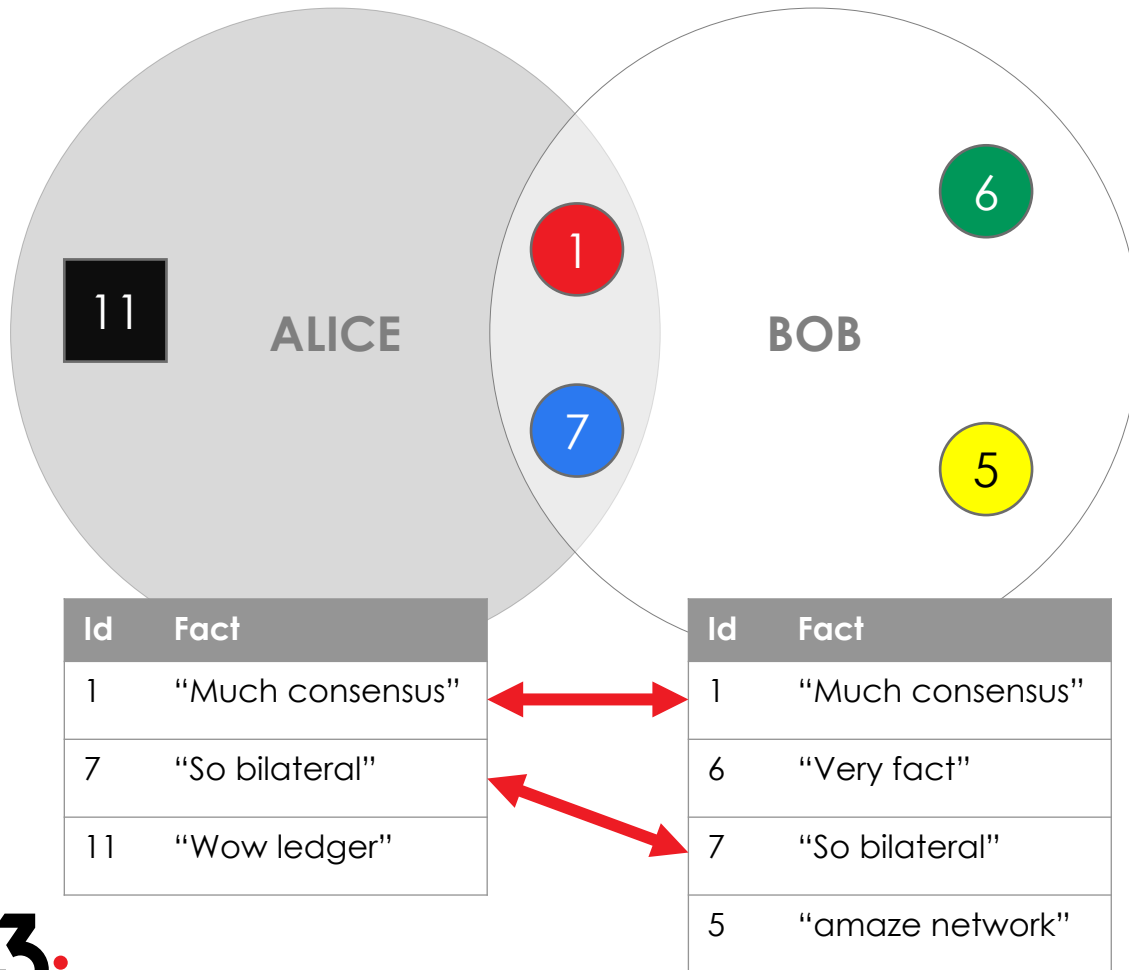 6
1
11
ALICE
BOB
7
5
Id Fact
1 “Much consensus”
7 “So bilateral”
11 “Wow ledger”
Id Fact
1 “Much consensus”
6 “Very fact”
7 “So bilateral”
5 “amaze network”
3.